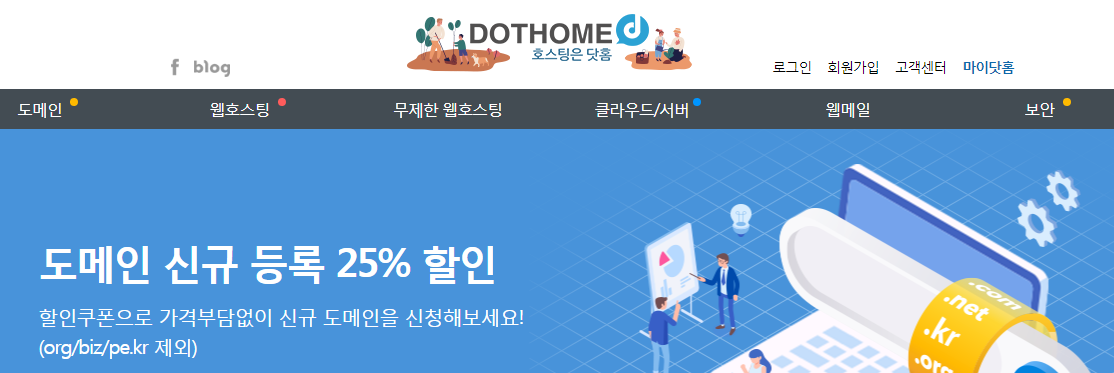 DOTHOME
호스팅은 닷홈
f blog
로그인 회원가입 고객센터 마이닷홈
도메인 웹호스팅 무제한 웹호스팅 클라우드/서버 웹메일 보안
도메인 신규 등록 25% 할인
할인쿠폰으로 가격부담없이 신규 도메인을 신청해보세요!
(org/biz/pe.kr 제외)
.com
.net
.kr
.org